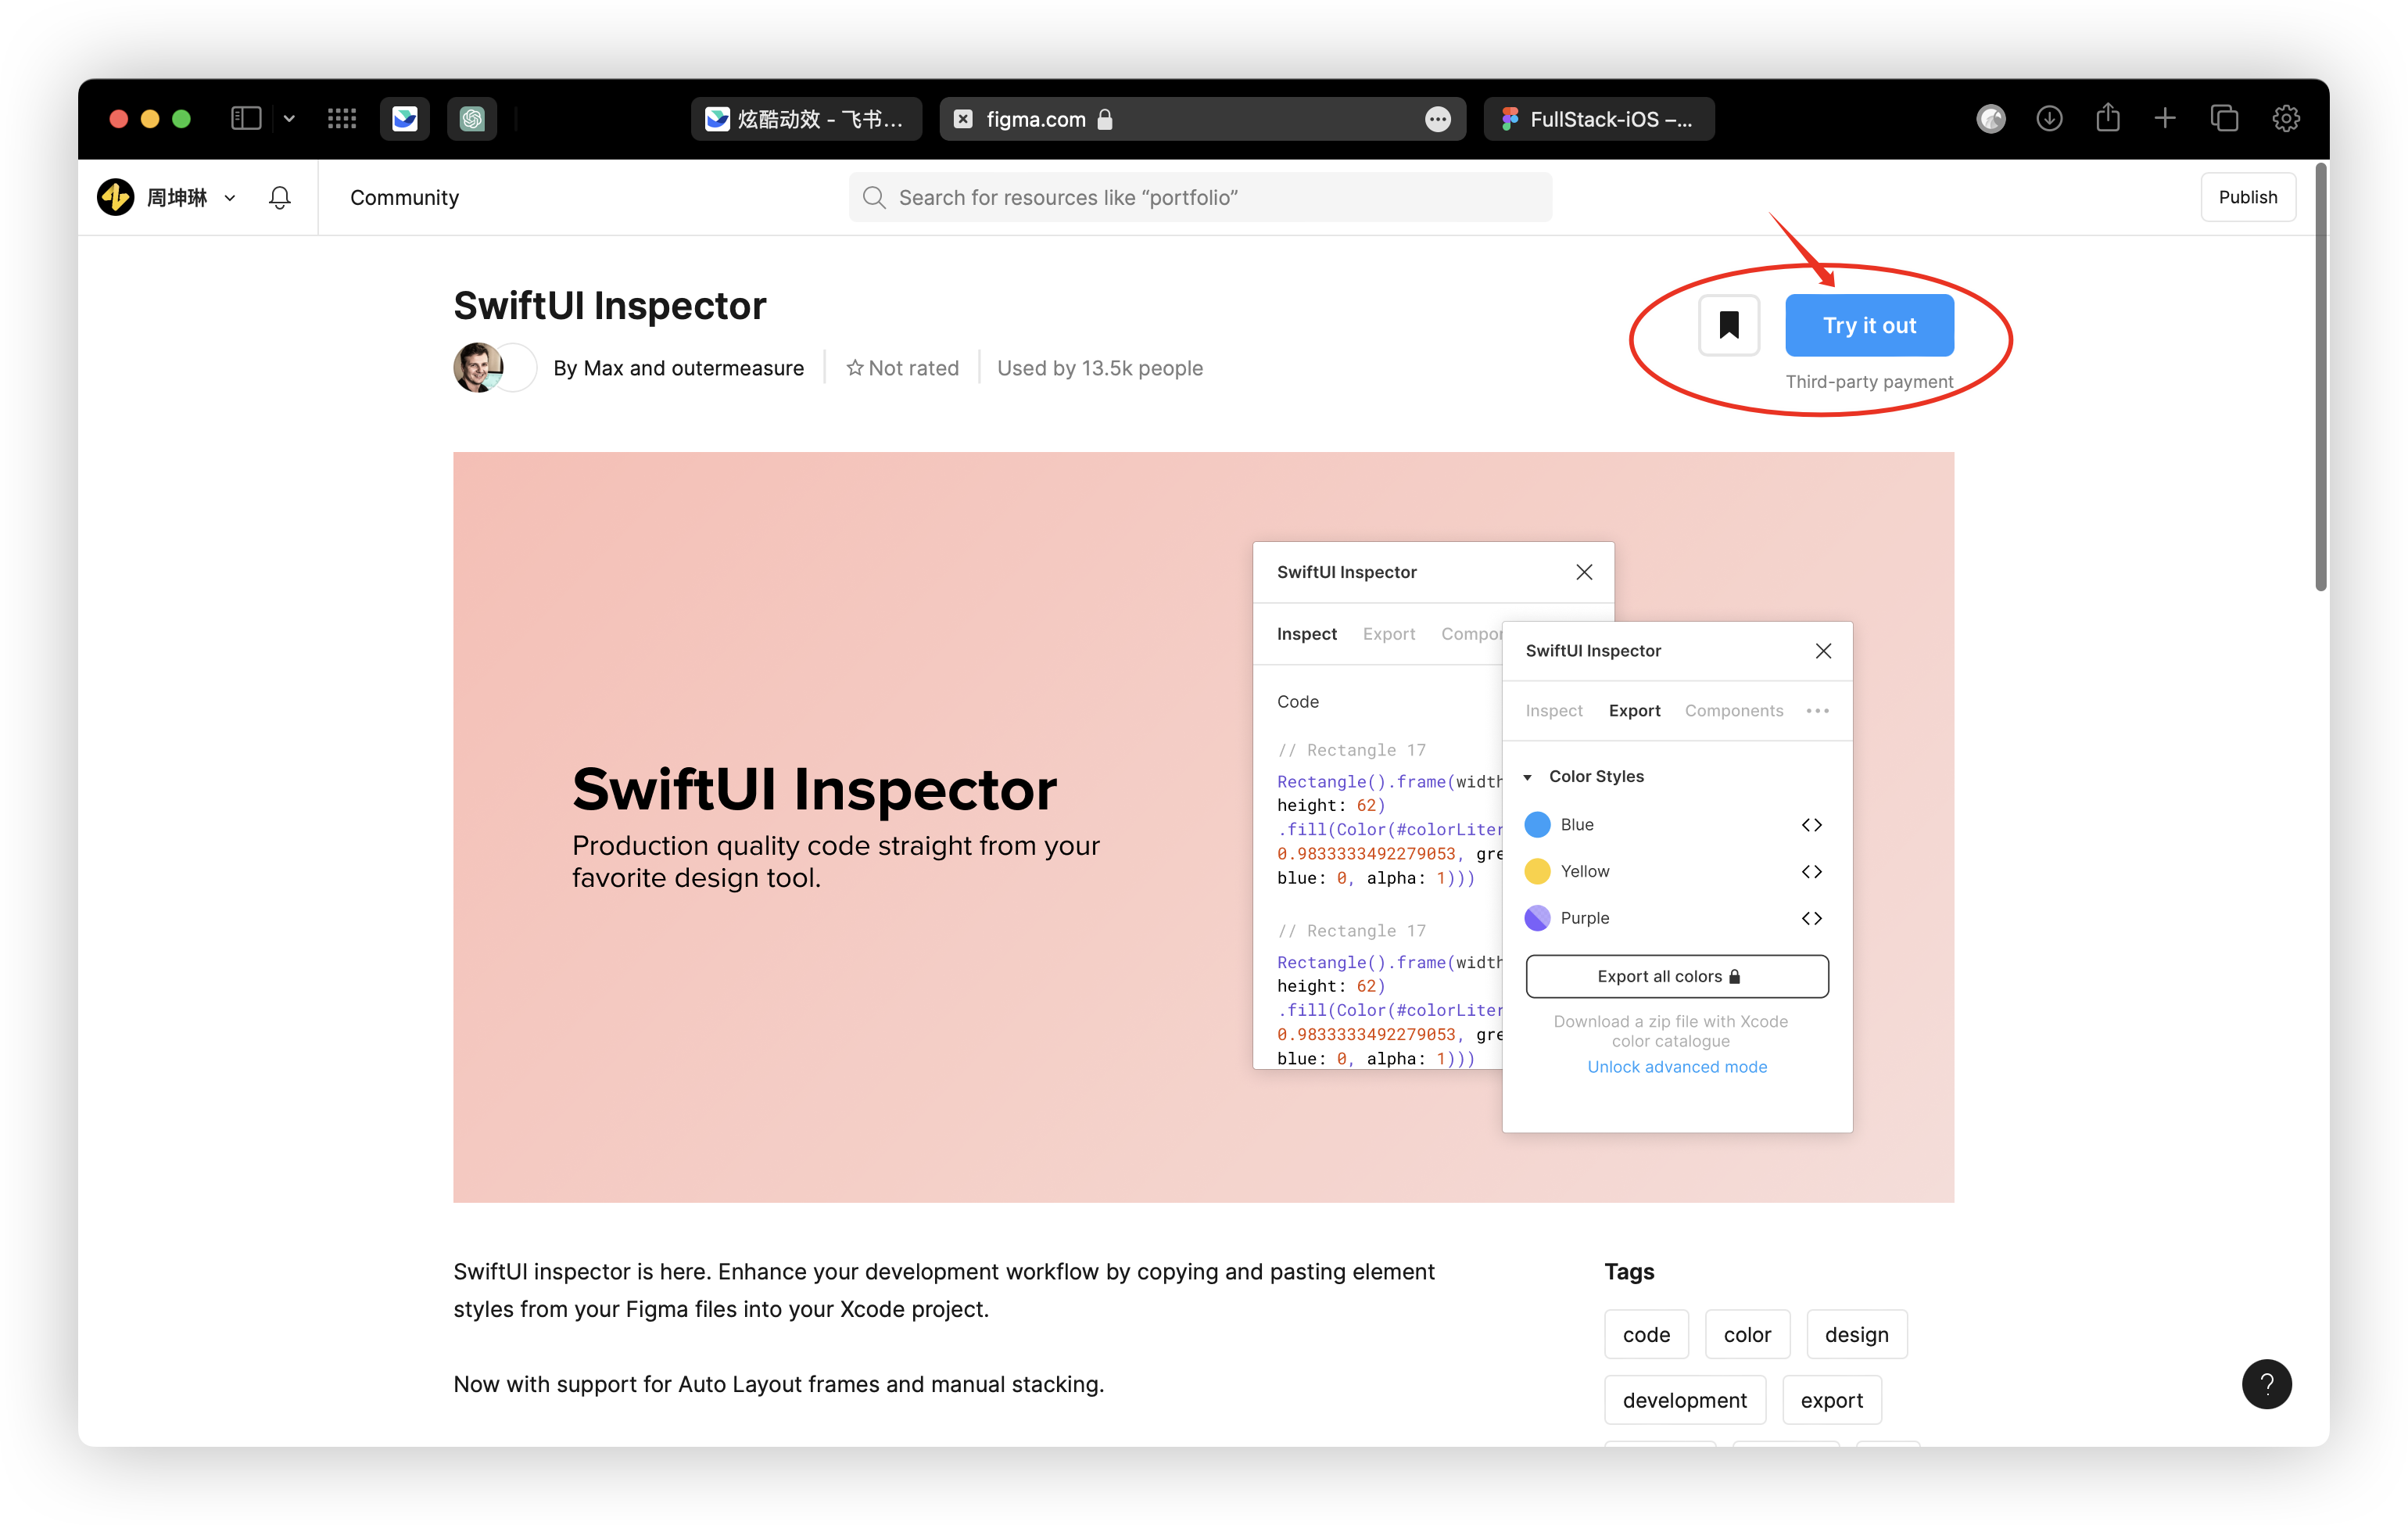 炫酷动效 - 飞书...
figma.com
FullStack-iOS –...
周坤琳
Community
Search for resources like “portfolio”
Publish
SwiftUI Inspector
By Max and outermeasure
Not rated
Used by 13.5k people
Try it out
Third-party payment
SwiftUI Inspector
Production quality code straight from your
favorite design tool.
SwiftUI Inspector
Inspect Export Compon
Code
// Rectangle 17
Rectangle().frame(width
height: 62)
.fill(Color(#colorLiter
0.9833333492279053, gre
blue: 0, alpha: 1)))
// Rectangle 17
Rectangle().frame(width
height: 62)
.fill(Color(#colorLiter
0.9833333492279053, gre
blue: 0, alpha: 1)))
SwiftUI Inspector
Inspect Export Components
Color Styles
Blue <>
Yellow <>
Purple <>
Export all colors
Download a zip file with Xcode
color catalogue
Unlock advanced mode
SwiftUI inspector is here. Enhance your development workflow by copying and pasting element
styles from your Figma files into your Xcode project.
Now with support for Auto Layout frames and manual stacking.
Tags
code color design
development export
?